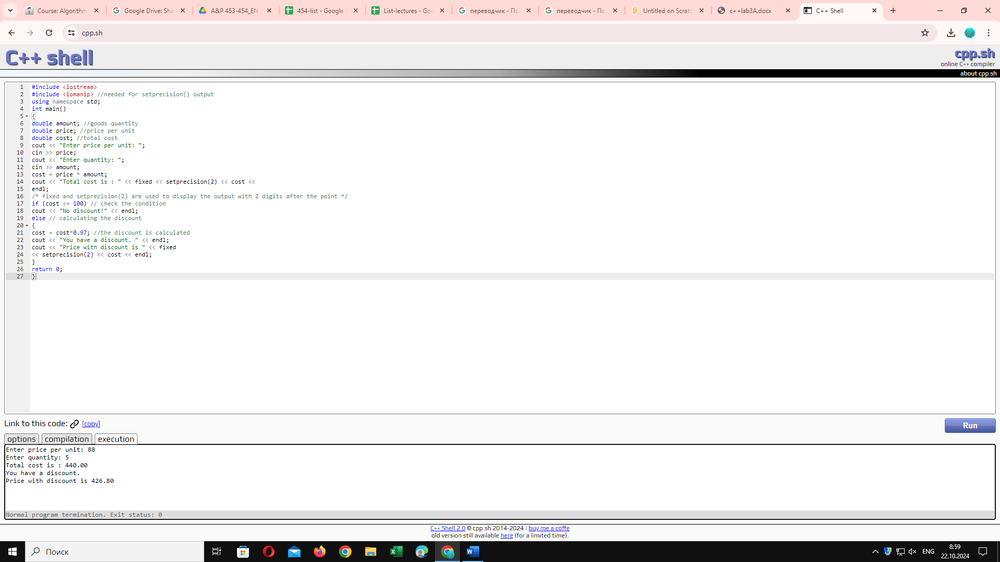 Course: Algorithm
Google Drive: Sha
A&P 453-454_EN
454-list - Google
List-lectures - Goo
переводчик - По
переводчик - По
Untitled on Scratc
c++lab3A.docx
C++ Shell
cpp.sh
C++ shell
cpp.sh
online C++ compiler
about cpp.sh
1 #include <iostream>
2 #include <iomanip> //needed for setprecision() output
3 using namespace std;
4 int main()
5 {
6 double amount; //goods quantity
7 double price; //price per unit
8 double cost; //total cost
9 cout << "Enter price per unit: ";
10 cin >> price;
11 cout << "Enter quantity: ";
12 cin >> amount;
13 cost = price * amount;
14 cout << "Total cost is : " << fixed << setprecision(2) << cost <<
15 endl;
16 /* fixed and setprecision(2) are used to display the output with 2 digits after the point */
17 if (cost <= 100) // check the condition
18 cout << "No discount!" << endl;
19 else // calculating the discount
20 {
21 cost = cost*0.97; //the discount is calculated
22 cout << "You have a discount. " << endl;
23 cout << "Price with discount is " << fixed
24 << setprecision(2) << cost << endl;
25 }
26 return 0;
27 }
Link to this code: [copy]
Run
options compilation execution
Enter price per unit: 88
Enter quantity: 5
Total cost is : 440.00
You have a discount.
Price with discount is 426.80
Normal program termination. Exit status: 0
C++ Shell 2.0 © cpp.sh 2014-2024 | buy me a coffe
old version still available here (for a limited time).
Поиск
ENG
8:59
22.10.2024